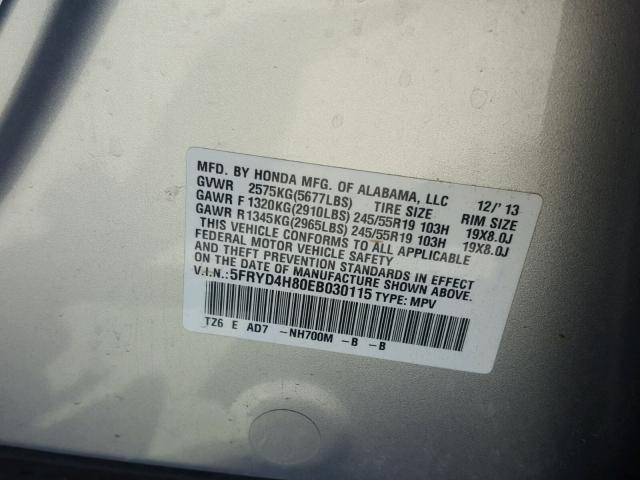 MFD. BY HONDA MFG. OF ALABAMA, LLC 12/'13
GVWR 2575KG(5677LBS) TIRE SIZE RIM SIZE
GAWR F 1320KG(2910LBS) 245/55R19 103H 19X8.0J
GAWR R1345KG(2965LBS) 245/55R19 103H 19X8.0J
THIS VEHICLE CONFORMS TO ALL APPLICABLE
FEDERAL MOTOR VEHICLE SAFETY
AND THEFT PREVENTION STANDARDS IN EFFECT
ON THE DATE OF MANUFACTURE SHOWN ABOVE.
V.I.N.:5FRYD4H80EB030115 TYPE: MPV
TZ6 E AD7 -NH700M -B -B